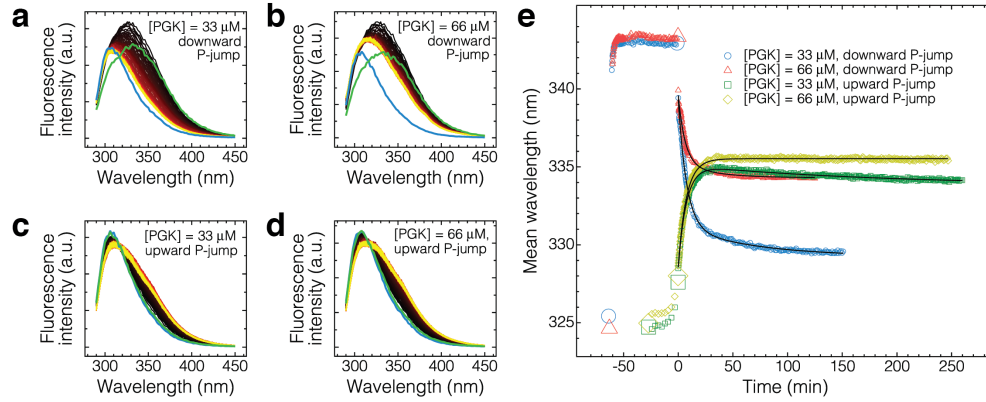 a
[PGK] = 33 µM
downward
P-jump
Fluorescence
intensity (a.u.)
300 350 400 450
Wavelength (nm)
b
[PGK] = 66 µM
downward
P-jump
Fluorescence
intensity (a.u.)
300 350 400 450
Wavelength (nm)
c
[PGK] = 33 µM
upward P-jump
Fluorescence
intensity (a.u.)
300 350 400 450
Wavelength (nm)
d
[PGK] = 66 µM,
upward P-jump
Fluorescence
intensity (a.u.)
300 350 400 450
Wavelength (nm)
e
[PGK] = 33 µM, downward P-jump
[PGK] = 66 µM, downward P-jump
[PGK] = 33 µM, upward P-jump
[PGK] = 66 µM, upward P-jump
Mean wavelength (nm)
340
335
330
325
-50 0 50 100 150 200 250
Time (min)